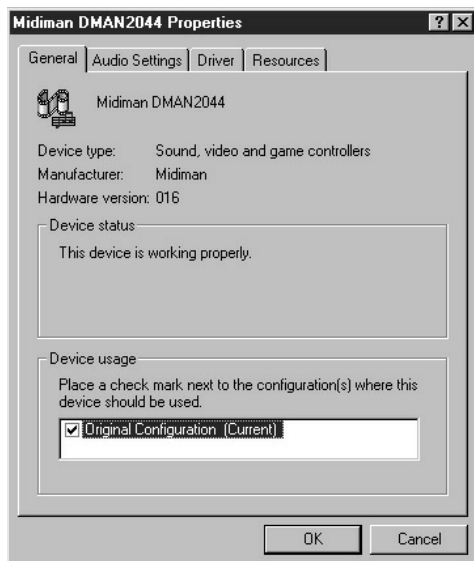 Midiman DMAN2044 Properties
General Audio Settings Driver Resources
Midiman DMAN2044
Device type: Sound, video and game controllers
Manufacturer: Midiman
Hardware version: 016
Device status
This device is working properly.
Device usage
Place a check mark next to the configuration(s) where this
device should be used.
Original Configuration (Current)
OK Cancel